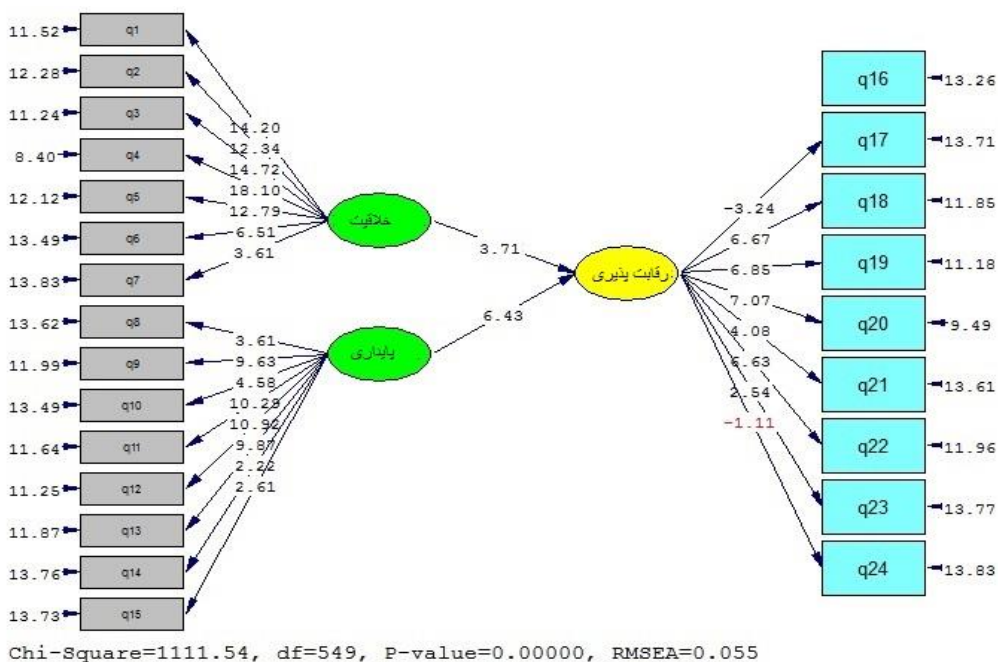 11.52 q1
12.28 q2
11.24 q3
8.40 q4
12.12 q5
13.49 q6
13.83 q7
13.62 q8
11.99 q9
13.49 q10
11.64 q11
11.25 q12
11.87 q13
13.76 q14
13.73 q15
14.20
12.34
14.72
18.10
12.79
6.51
3.61
3.61
9.63
4.58
10.29
10.92
9.87
2.22
2.61
خلاقیت
پایداری
3.71
6.43
رقابت پذیری
-3.24
6.67
6.85
7.07
4.08
6.63
2.54
-1.11
q16 13.26
q17 13.71
q18 11.85
q19 11.18
q20 9.49
q21 13.61
q22 11.96
q23 13.77
q24 13.83
Chi-Square=1111.54, df=549, P-value=0.00000, RMSEA=0.055